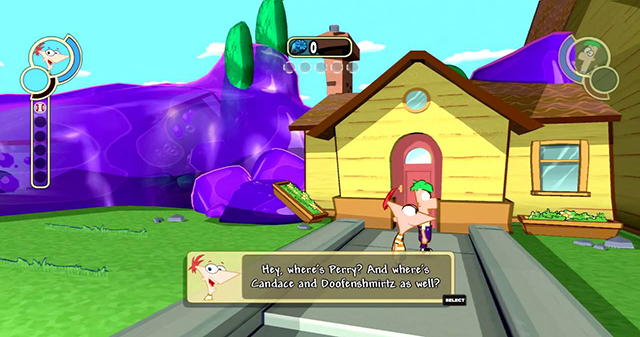 0
Hey, where's Perry? And where's
Candace and Doofenshmirtz as well?
SELECT